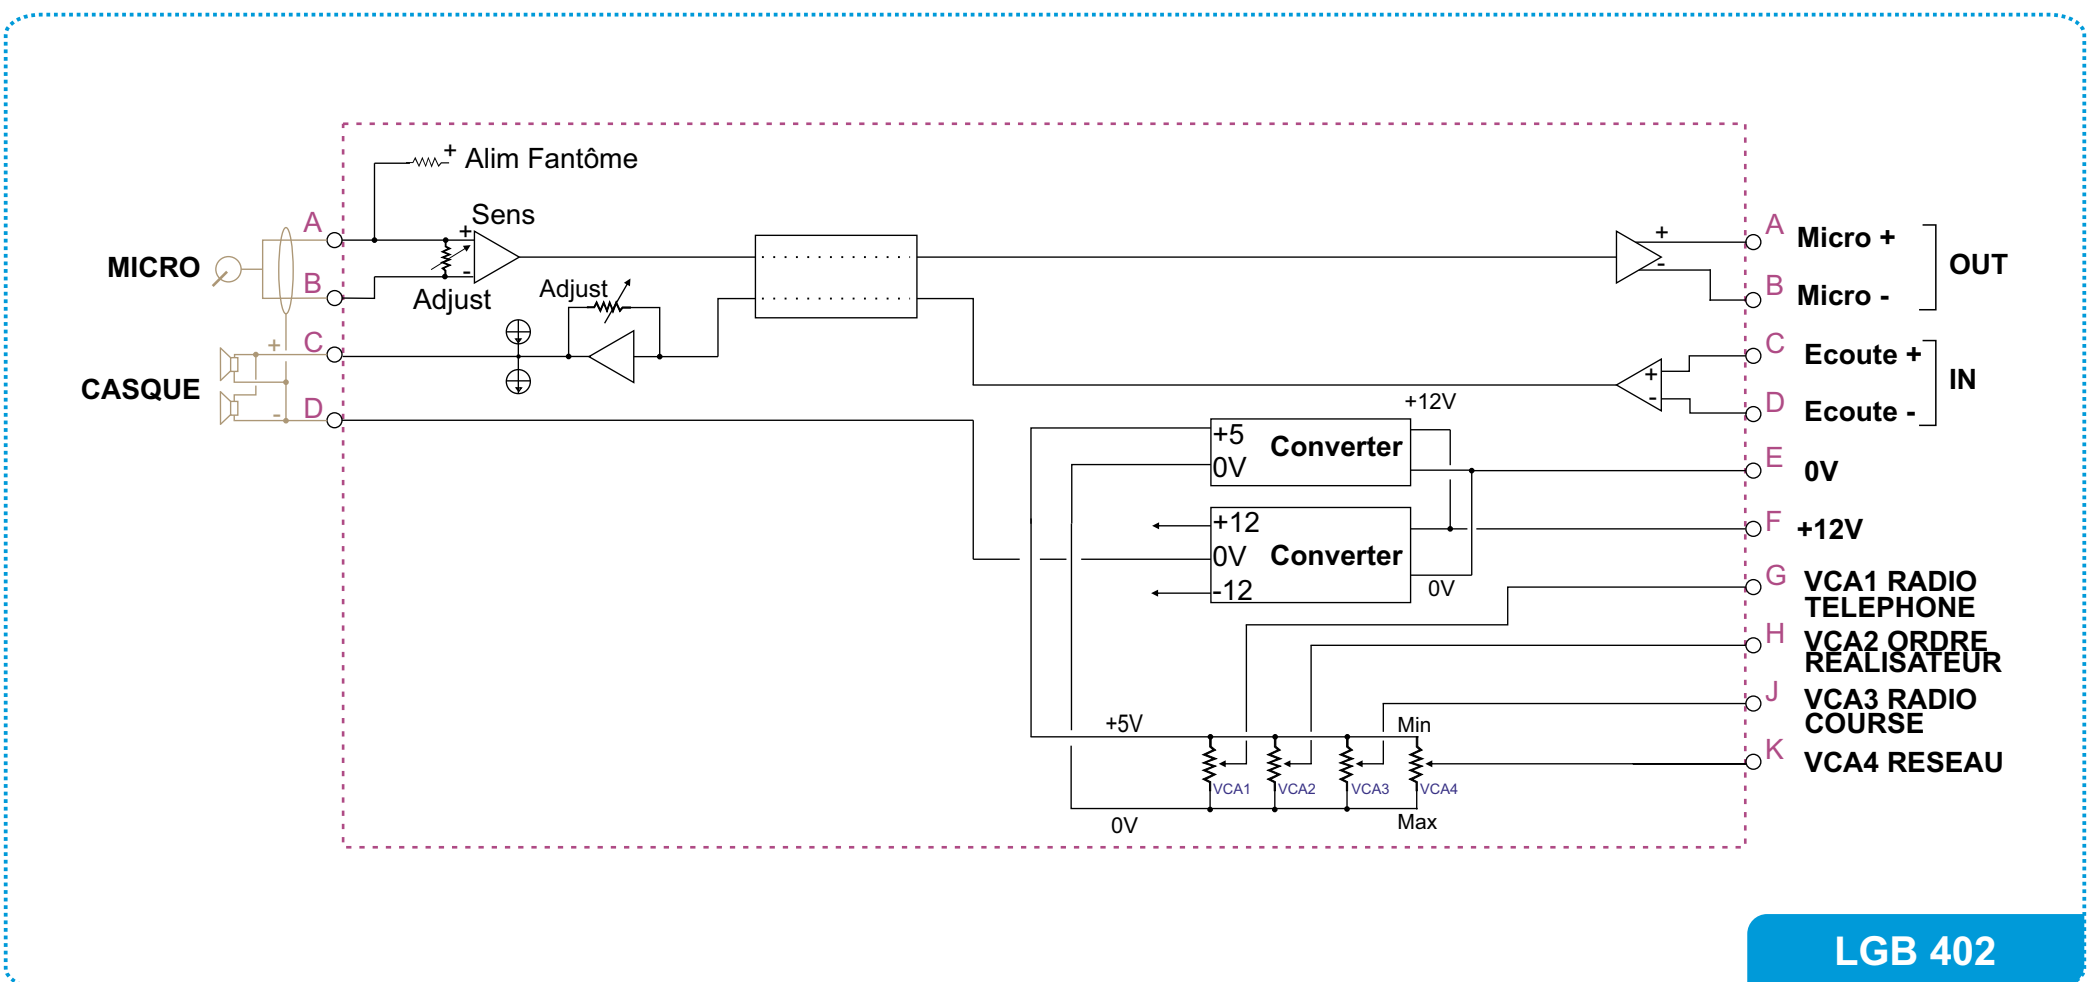 + Alim Fantôme
Sens
A
+
-
B
MICRO
Adjust
Adjust
+
C
CASQUE
-
D
A
Micro +
+
-
OUT
B
Micro -
C
Ecoute +
+
-
IN
D
Ecoute -
+12V
+5
Converter
0V
E
0V
+12
0V
Converter
-12
0V
F
+12V
G
VCA1 RADIO
TELEPHONE
H
VCA2 ORDRE
RÉALISATEUR
J
VCA3 RADIO
COURSE
K
VCA4 RESEAU
+5V
Min
VCA1
VCA2
VCA3
VCA4
0V
Max
LGB 402